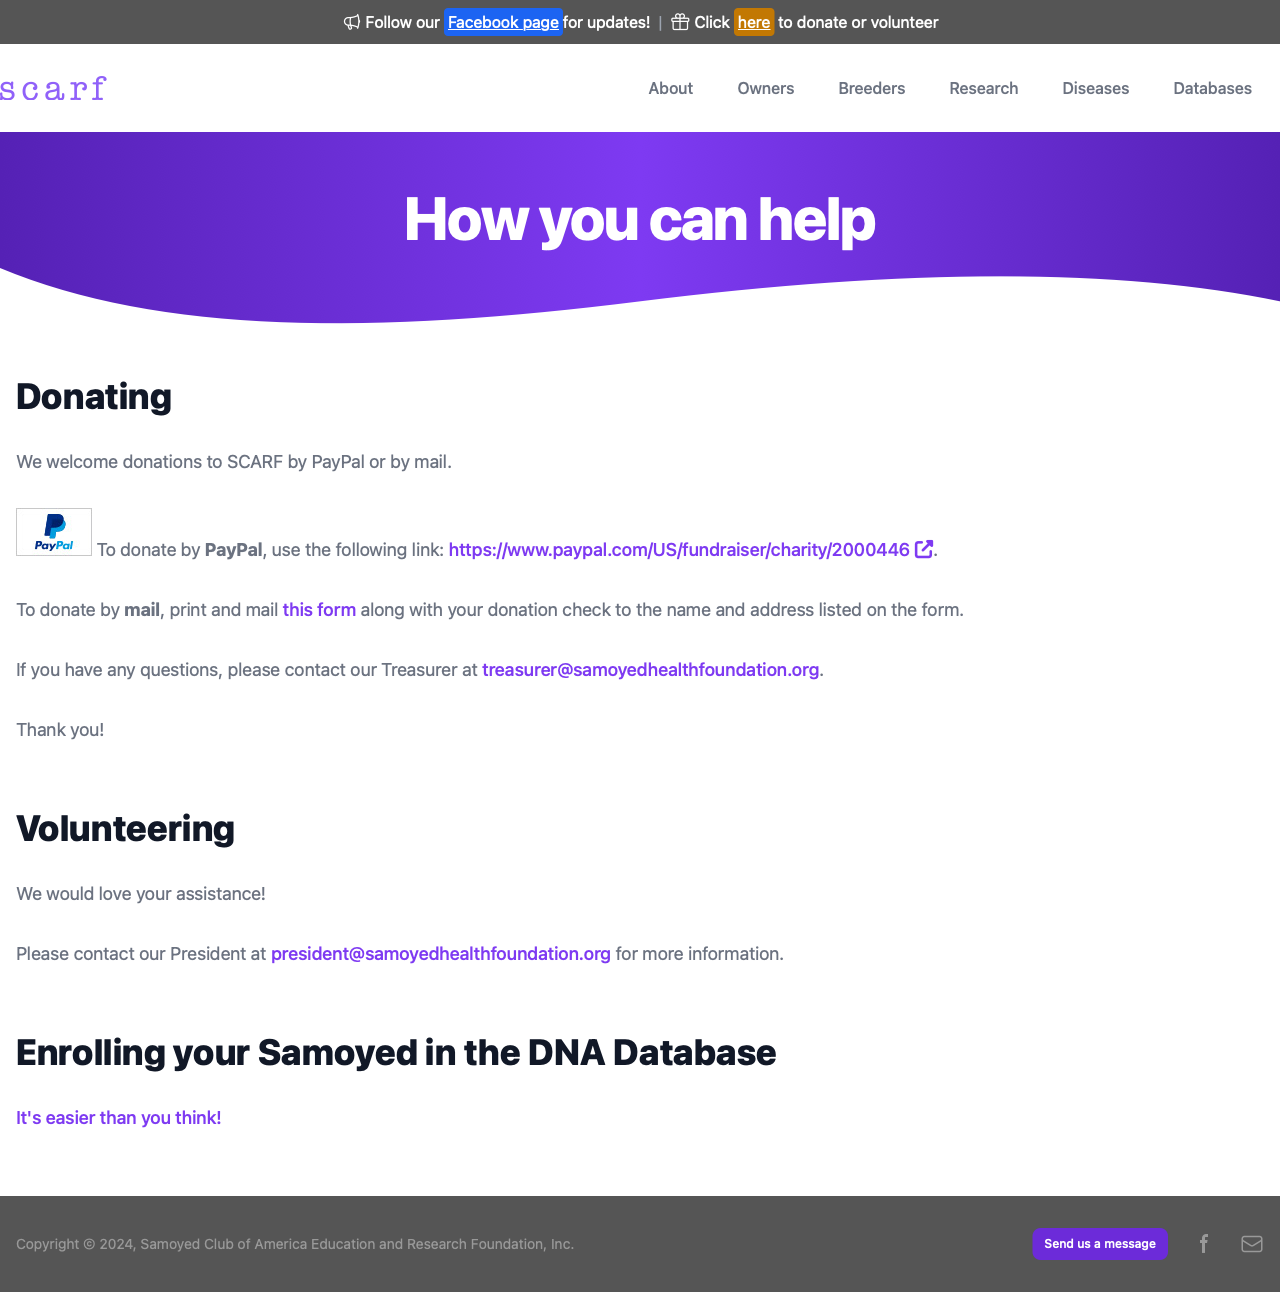 Follow our Facebook page for updates! | Click here to donate or volunteer
scarf
About Owners Breeders Research Diseases Databases
How you can help
Donating
We welcome donations to SCARF by PayPal or by mail.
PayPal
To donate by PayPal, use the following link: https://www.paypal.com/US/fundraiser/charity/2000446.
To donate by mail, print and mail this form along with your donation check to the name and address listed on the form.
If you have any questions, please contact our Treasurer at treasurer@samoyedhealthfoundation.org.
Thank you!
Volunteering
We would love your assistance!
Please contact our President at president@samoyedhealthfoundation.org for more information.
Enrolling your Samoyed in the DNA Database
It's easier than you think!
Copyright © 2024, Samoyed Club of America Education and Research Foundation, Inc.
Send us a message